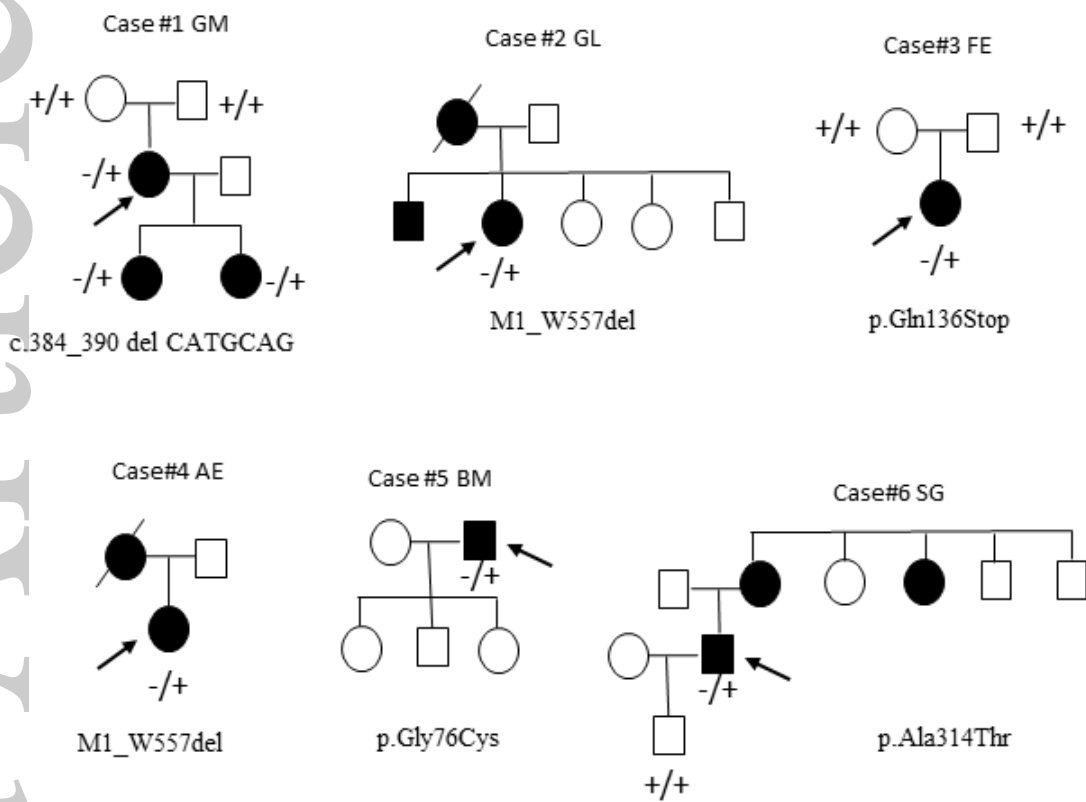 Case #1 GM
Case #2 GL
Case#3 FE
+/+ +/+
+/+ +/+
-/+
-/+ -/+
-/+
-/+
c.384_390 del CATGCAG
M1_W557del
p.Gln136Stop
Case#4 AE
Case #5 BM
Case#6 SG
-/+
-/+
-/+
M1_W557del
p.Gly76Cys
p.Ala314Thr
+/+